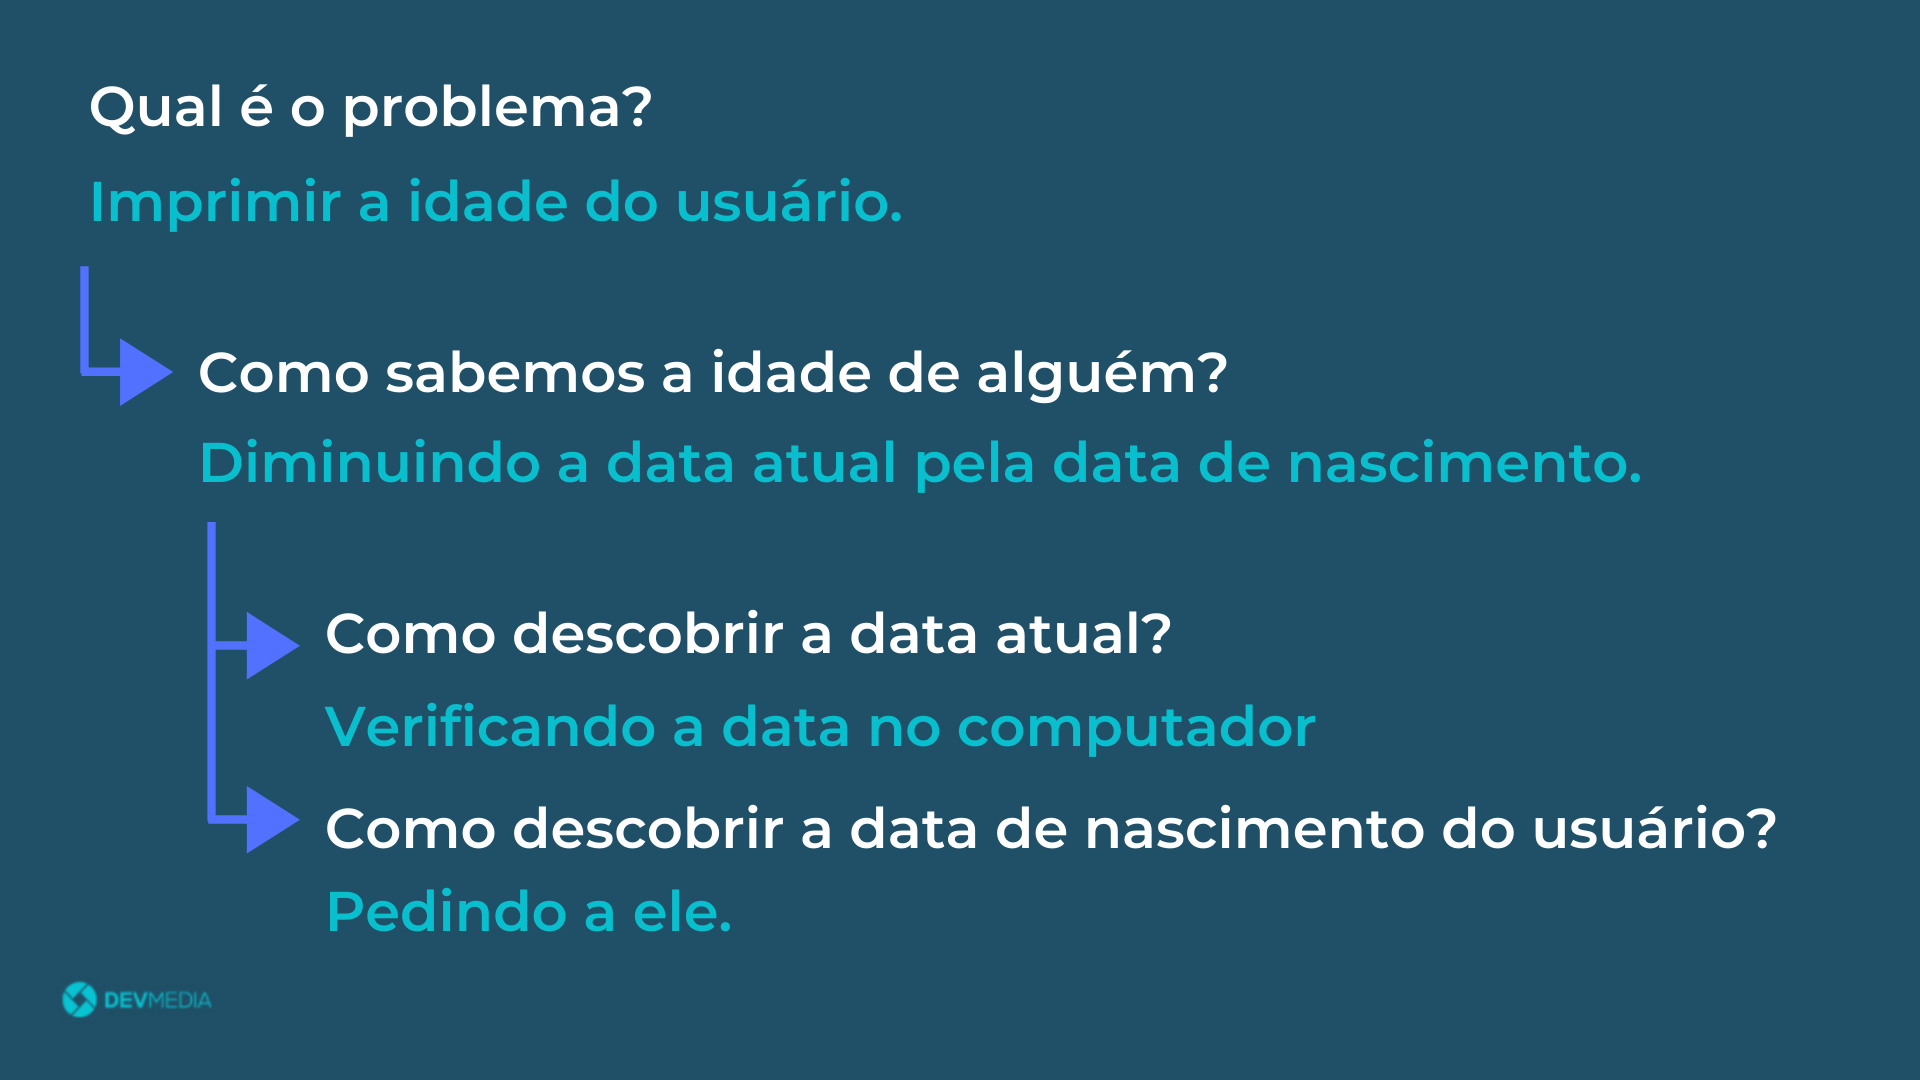 Qual é o problema?
Imprimir a idade do usuário.
Como sabemos a idade de alguém?
Diminuindo a data atual pela data de nascimento.
Como descobrir a data atual?
Verificando a data no computador
Como descobrir a data de nascimento do usuário?
Pedindo a ele.
DEVMEDIA